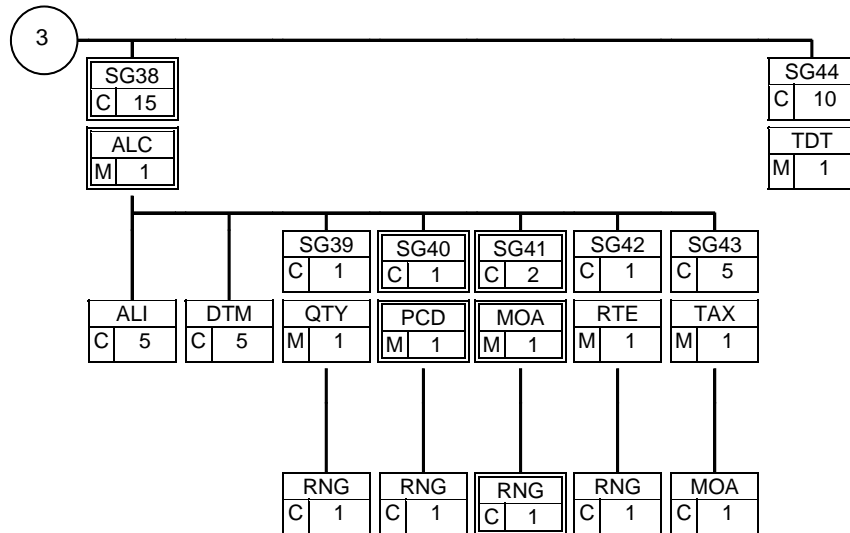 3
SG38
C 15
ALC
M 1
SG44
C 10
TDT
M 1
SG39
C 1
SG40
C 1
SG41
C 2
SG42
C 1
SG43
C 5
ALI
C 5
DTM
C 5
QTY
M 1
PCD
M 1
MOA
M 1
RTE
M 1
TAX
M 1
RNG
C 1
RNG
C 1
RNG
C 1
RNG
C 1
MOA
C 1